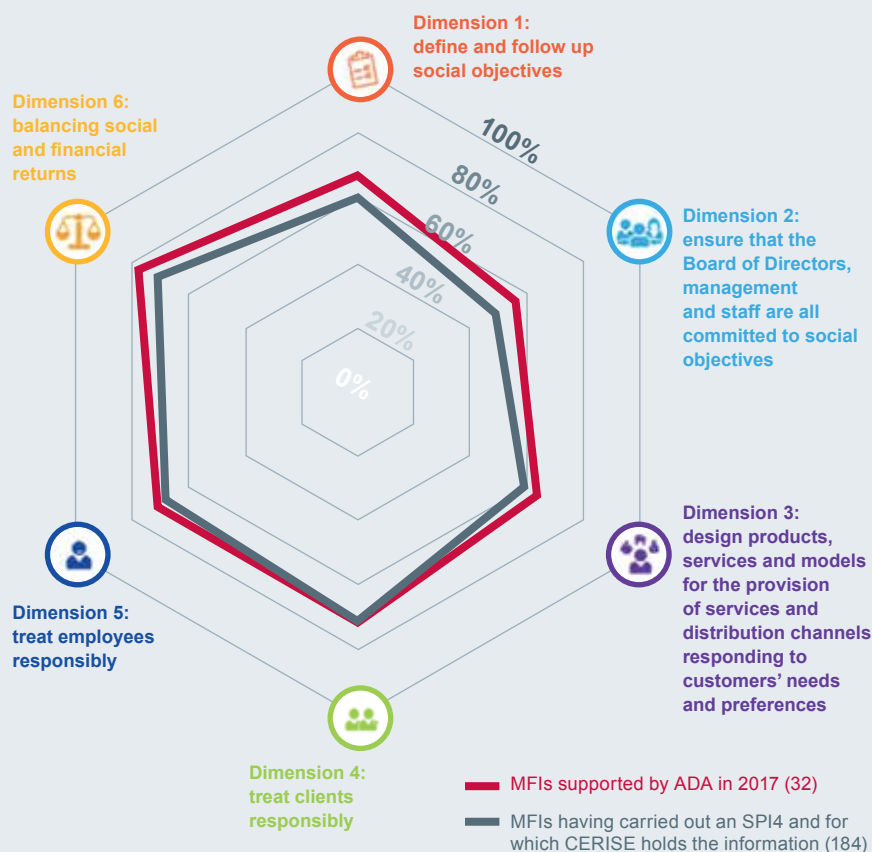 Dimension 1:
define and follow up
social objectives
Dimension 6:
balancing social
and financial
returns
100%
80%
60%
40%
20%
0%
Dimension 2:
ensure that the
Board of Directors,
management
and staff are all
committed to social
objectives
Dimension 3:
design products,
services and models
for the provision
of services and
distribution channels
responding to
customers’ needs
and preferences
Dimension 5:
treat employees
responsibly
Dimension 4:
treat clients
responsibly
MFIs supported by ADA in 2017 (32)
MFIs having carried out an SPI4 and for
which CERISE holds the information (184)